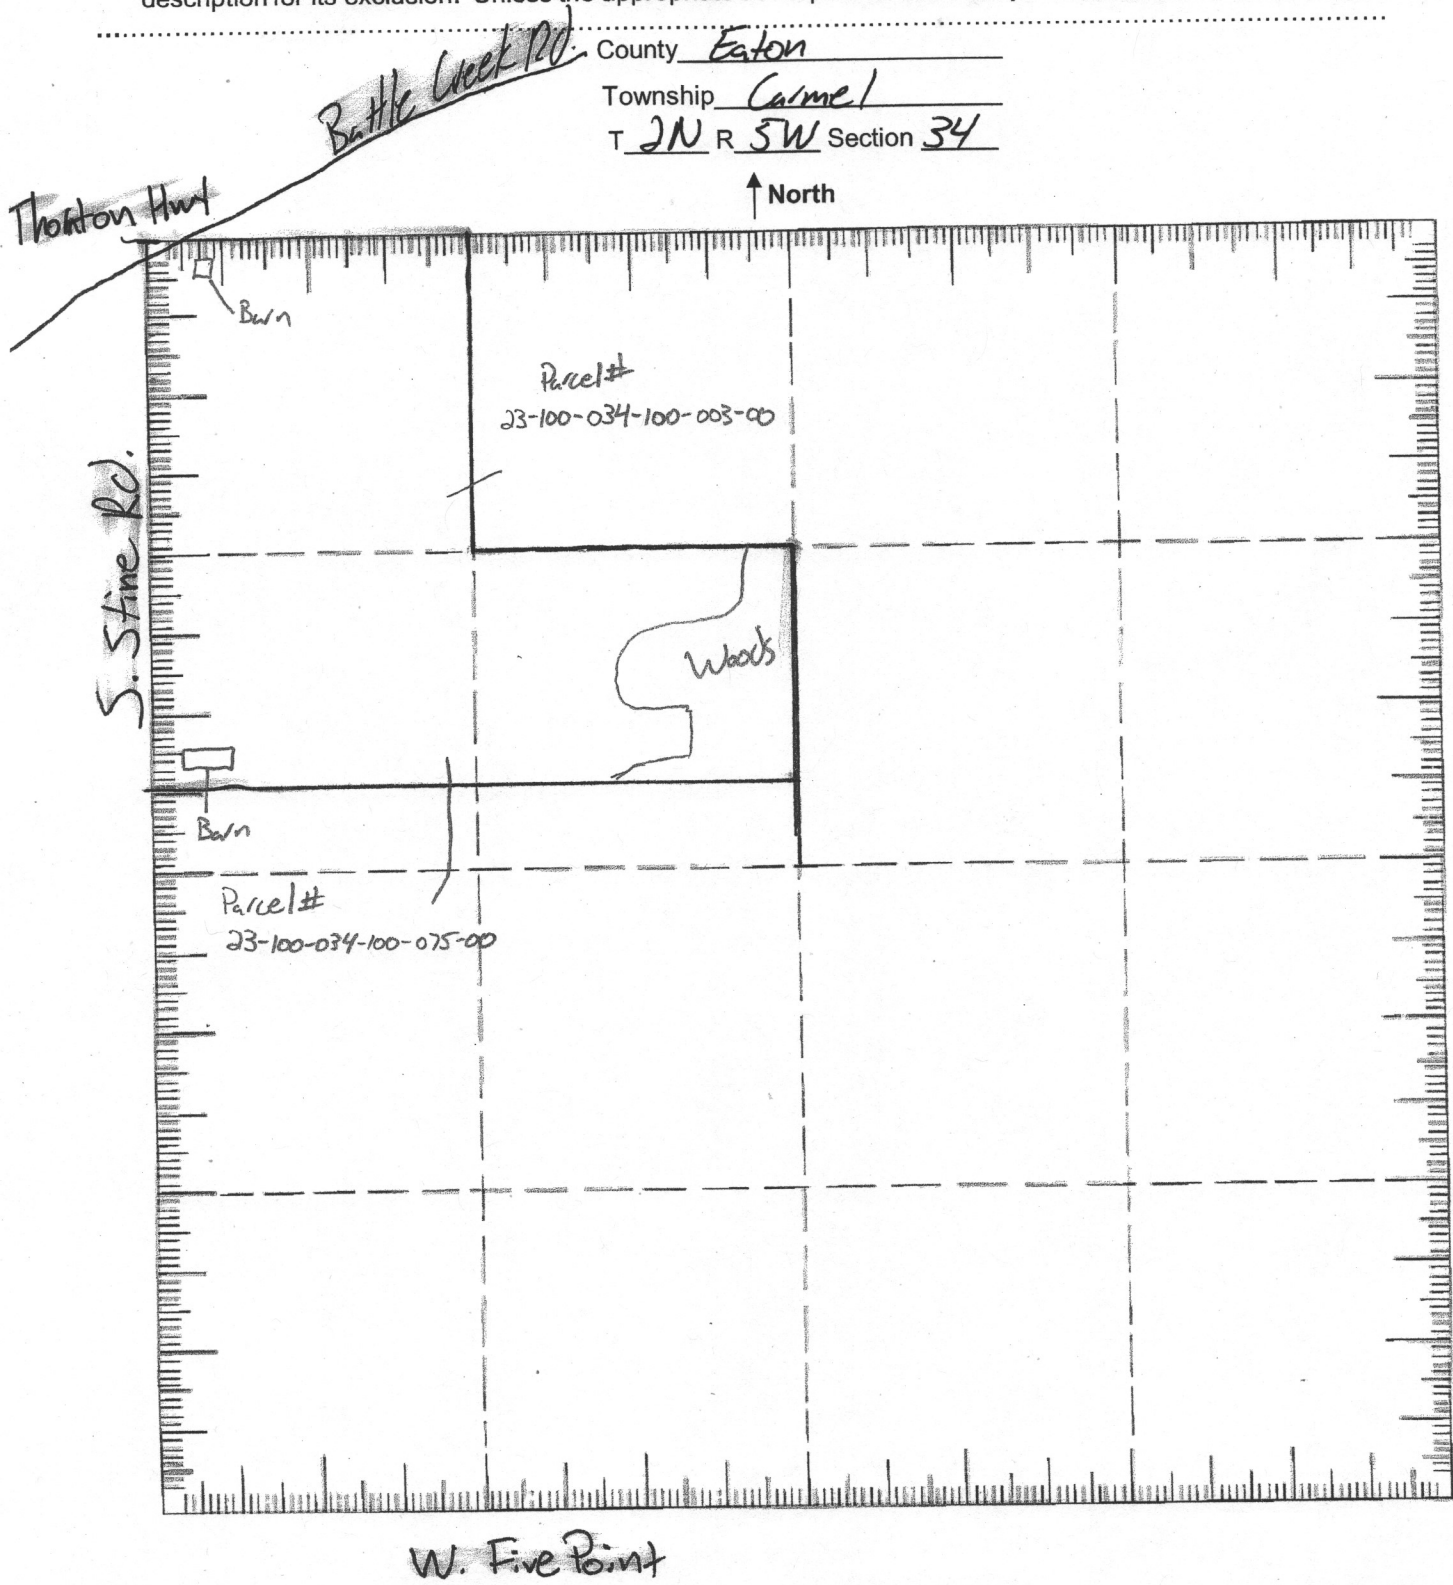 Battle Creek Rd.
County Eaton
Township Carmel
T 2N R 5W Section 34
North
Thornton Hwy
Barn
Parcel#
23-100-034-100-003-00
S. Stine Rd.
Woods
Barn
Parcel#
23-100-034-100-075-00
W. Five Point